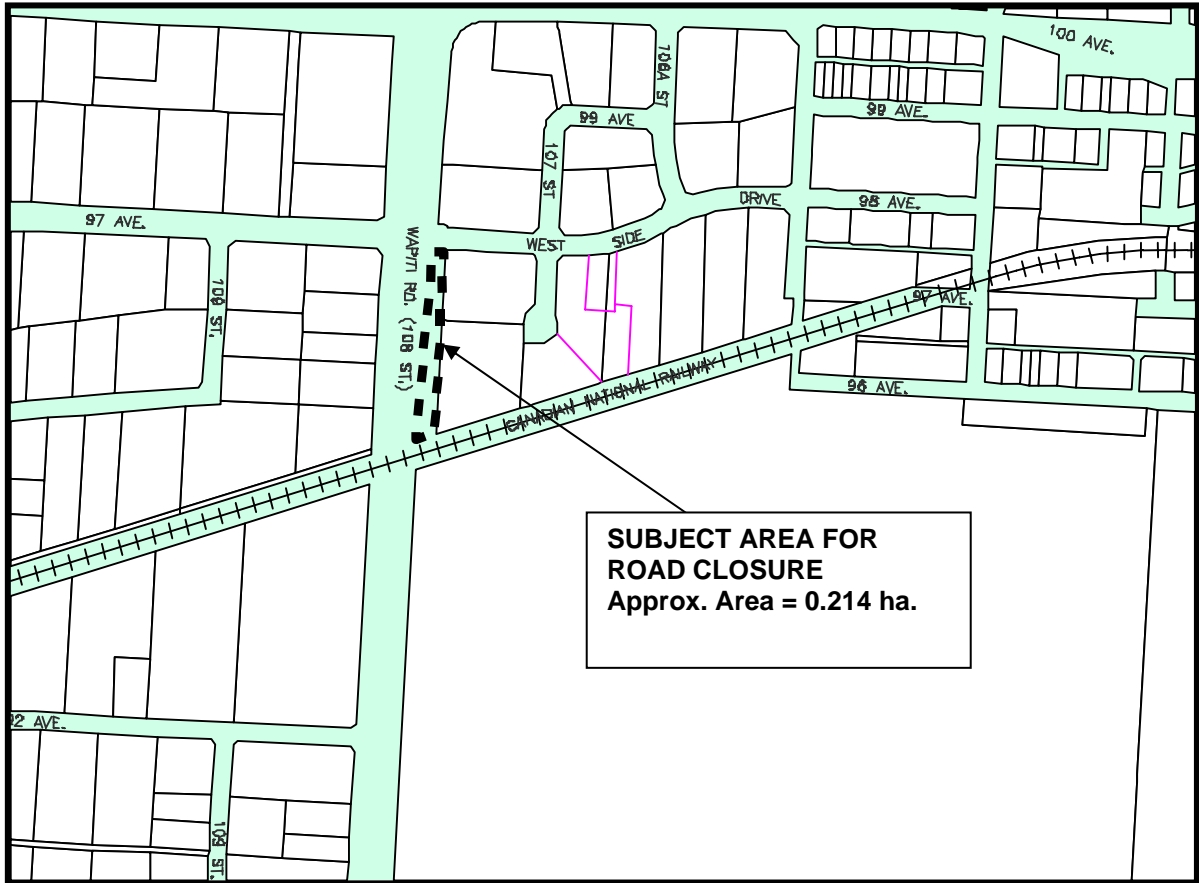 100 AVE.
108A ST
99 AVE
99 AVE.
107 ST
DRIVE
98 AVE.
97 AVE.
WEST
SIDE
WAPITI RD. (108 ST.)
109 ST.
97 AVE.
CANADIAN NATIONAL RAILWAY
96 AVE.
SUBJECT AREA FOR
ROAD CLOSURE
Approx. Area = 0.214 ha.
92 AVE.
109 ST.